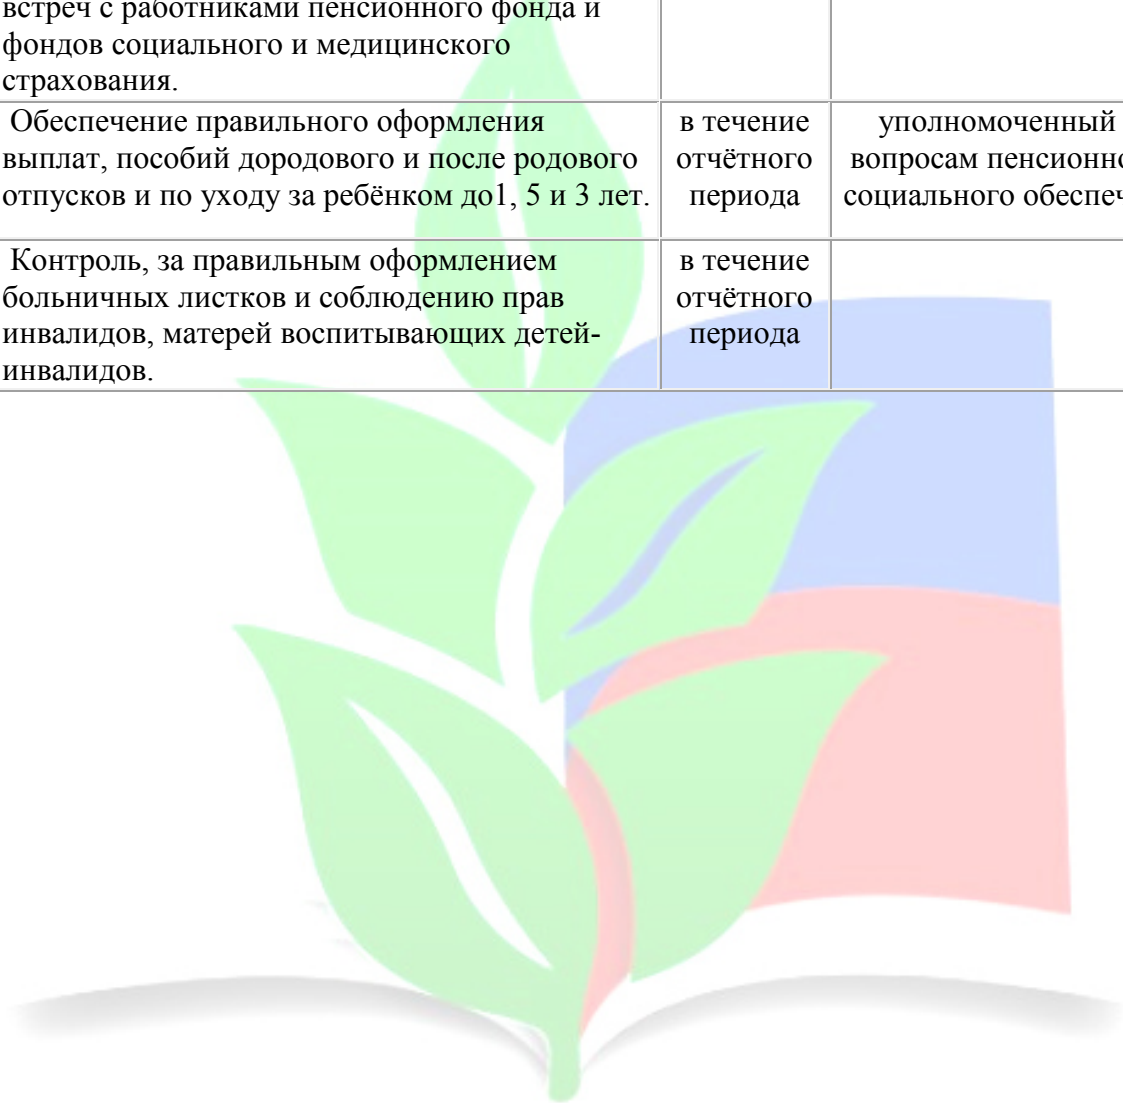 встреч с работниками пенсионного фонда и
фондов социального и медицинского
страхования.
Обеспечение правильного оформления
выплат, пособий дородового и после родового
отпусков и по уходу за ребёнком до1, 5 и 3 лет.
в течение
отчётного
периода
уполномоченный
вопросам пенсионно
социального обеспеч
Контроль, за правильным оформлением
больничных листков и соблюдению прав
инвалидов, матерей воспитывающих детей-
инвалидов.
в течение
отчётного
периода